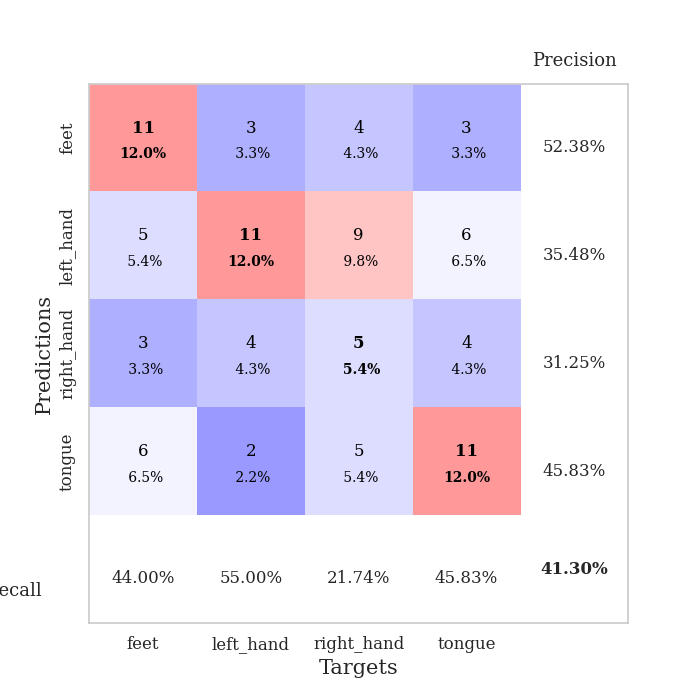 Precision
feet
11 3 4 3
12.0% 3.3% 4.3% 3.3%
52.38%
left_hand
5 11 9 6
5.4% 12.0% 9.8% 6.5%
35.48%
Predictions
right_hand
3 4 5 4
3.3% 4.3% 5.4% 4.3%
31.25%
tongue
6 2 5 11
6.5% 2.2% 5.4% 12.0%
45.83%
ecall
44.00% 55.00% 21.74% 45.83% 41.30%
feet left_hand right_hand tongue
Targets